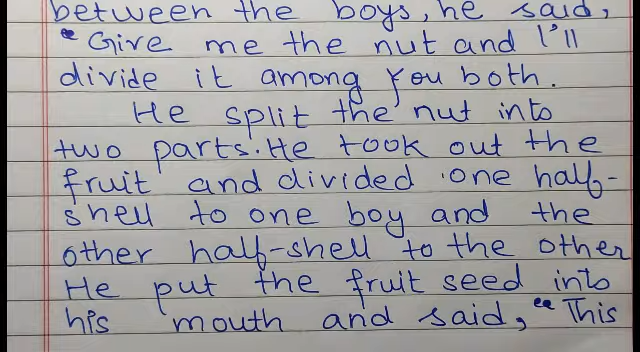 between the boys, he said,
"Give me the nut and I'll
divide it among you both.
He split the nut into
two parts. He took out the
fruit and divided one half-
shell to one boy and the
other half-shell to the other
He put the fruit seed into
his mouth and said, "This